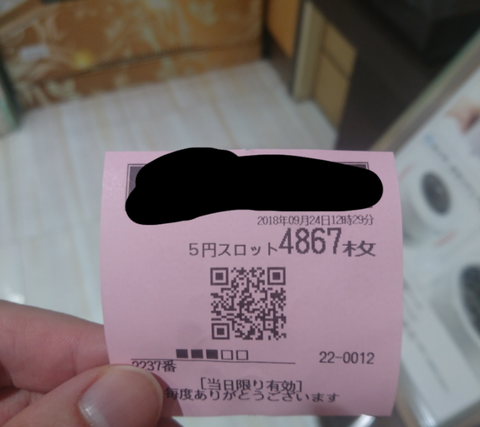 2018年09月24日12時29分
5円スロット4867枚
■■■□□
2237番 22-0012
[当日限り有効]
毎度ありがとうございます